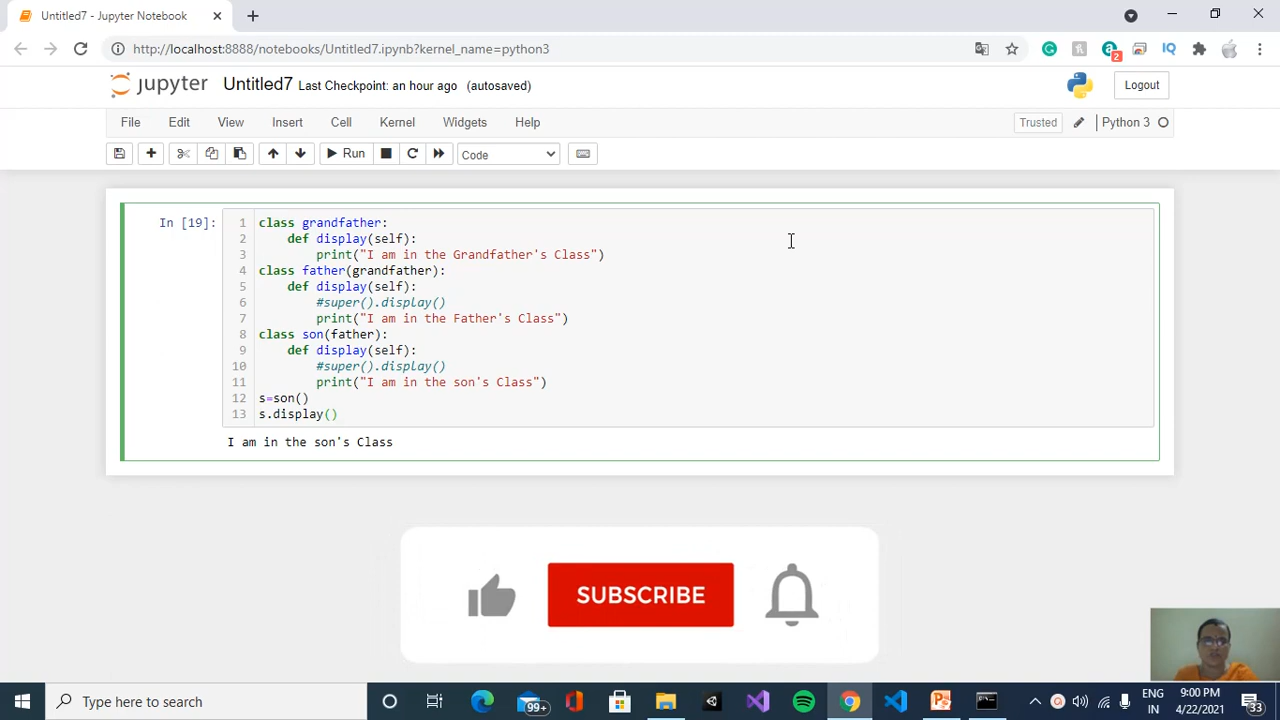 Untitled7 - Jupyter Notebook
http://localhost:8888/notebooks/Untitled7.ipynb?kernel_name=python3
IQ
2
jupyter Untitled7 Last Checkpoint: an hour ago (autosaved)
Logout
File Edit View Insert Cell Kernel Widgets Help
Trusted Python 3
Run Code
In [19]:
1 class grandfather:
2 def display(self):
3 print("I am in the Grandfather's Class")
4 class father(grandfather):
5 def display(self):
6 #super().display()
7 print("I am in the Father's Class")
8 class son(father):
9 def display(self):
10 #super().display()
11 print("I am in the son's Class")
12 s=son()
13 s.display()
I am in the son's Class
SUBSCRIBE
Type here to search
99+
ENG
IN
9:00 PM
4/22/2021
33